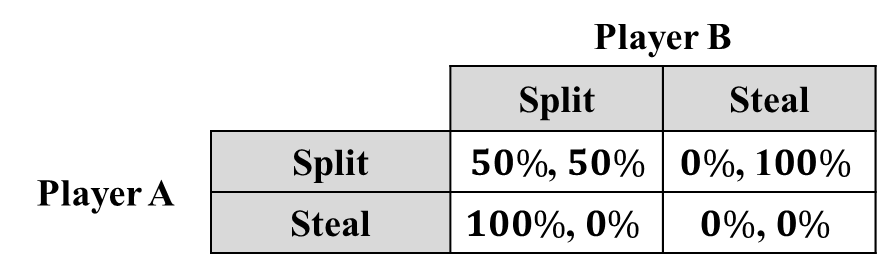 Player B
Split Steal
Split 50%, 50% 0%, 100%
Player A
Steal 100%, 0% 0%, 0%